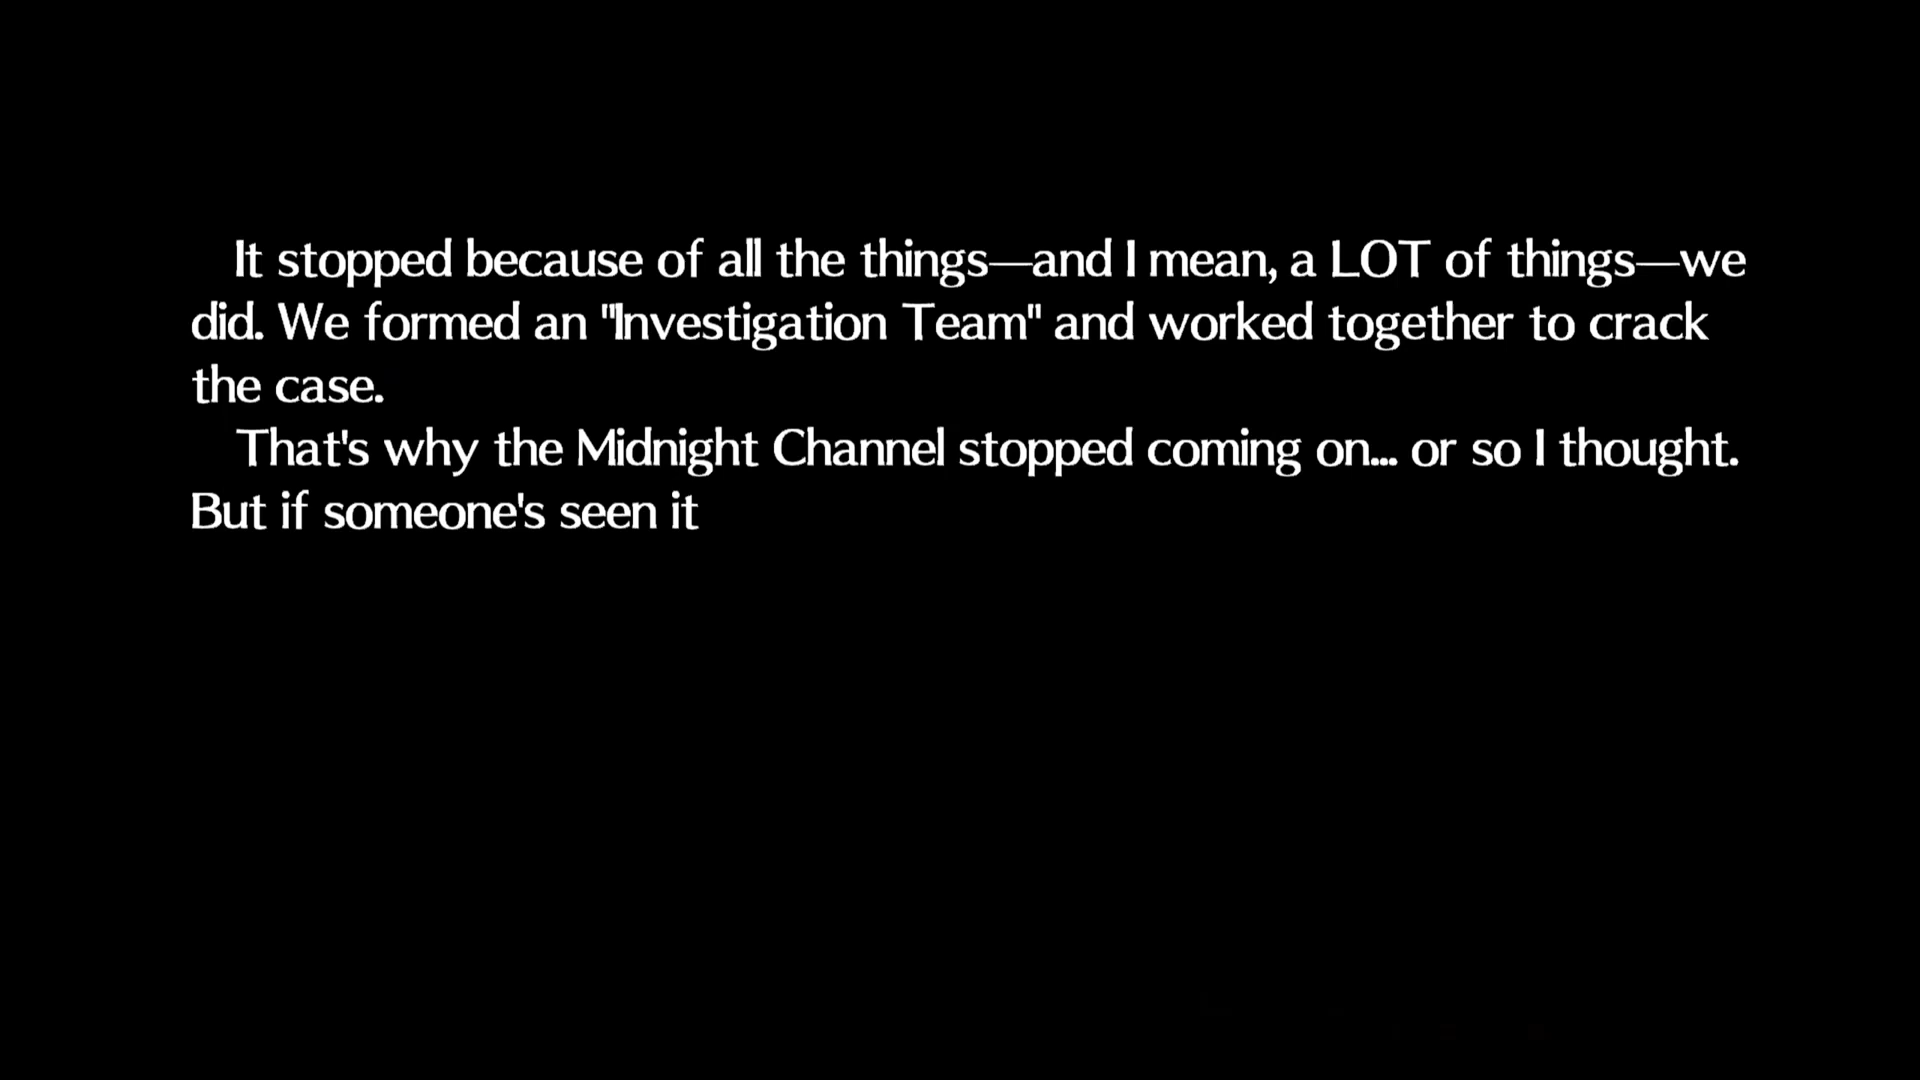 It stopped because of all the things—and I mean, a LOT of things—we
did. We formed an "Investigation Team" and worked together to crack
the case.
That's why the Midnight Channel stopped coming on... or so I thought.
But if someone's seen it